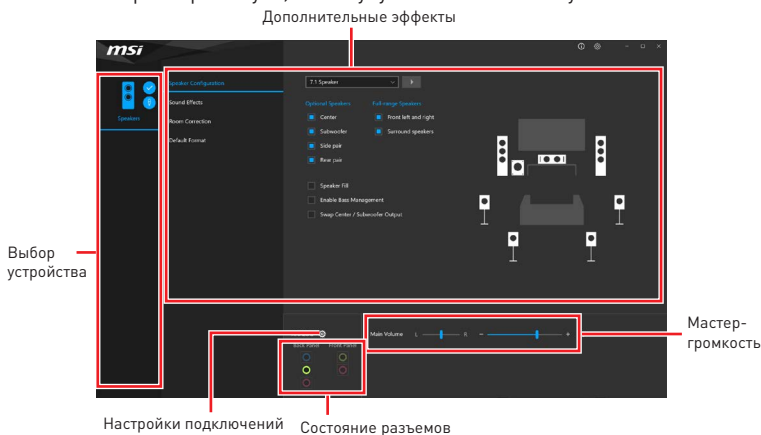 Дополнительные эффекты
msi
Speakers
Speaker Configuration
Sound Effects
Room Correction
Default Format
7.1 Speaker
Optional Speakers
Full-range Speakers
Center
Front left and right
Subwoofer
Surround speakers
Side pair
Rear pair
Speaker Fill
Enable Bass Management
Swap Center / Subwoofer Output
Выбор
устройства
Main Volume L R - +
Back Panel Front Panel
Мастер-
громкость
Настройки подключений
Состояние разъемов